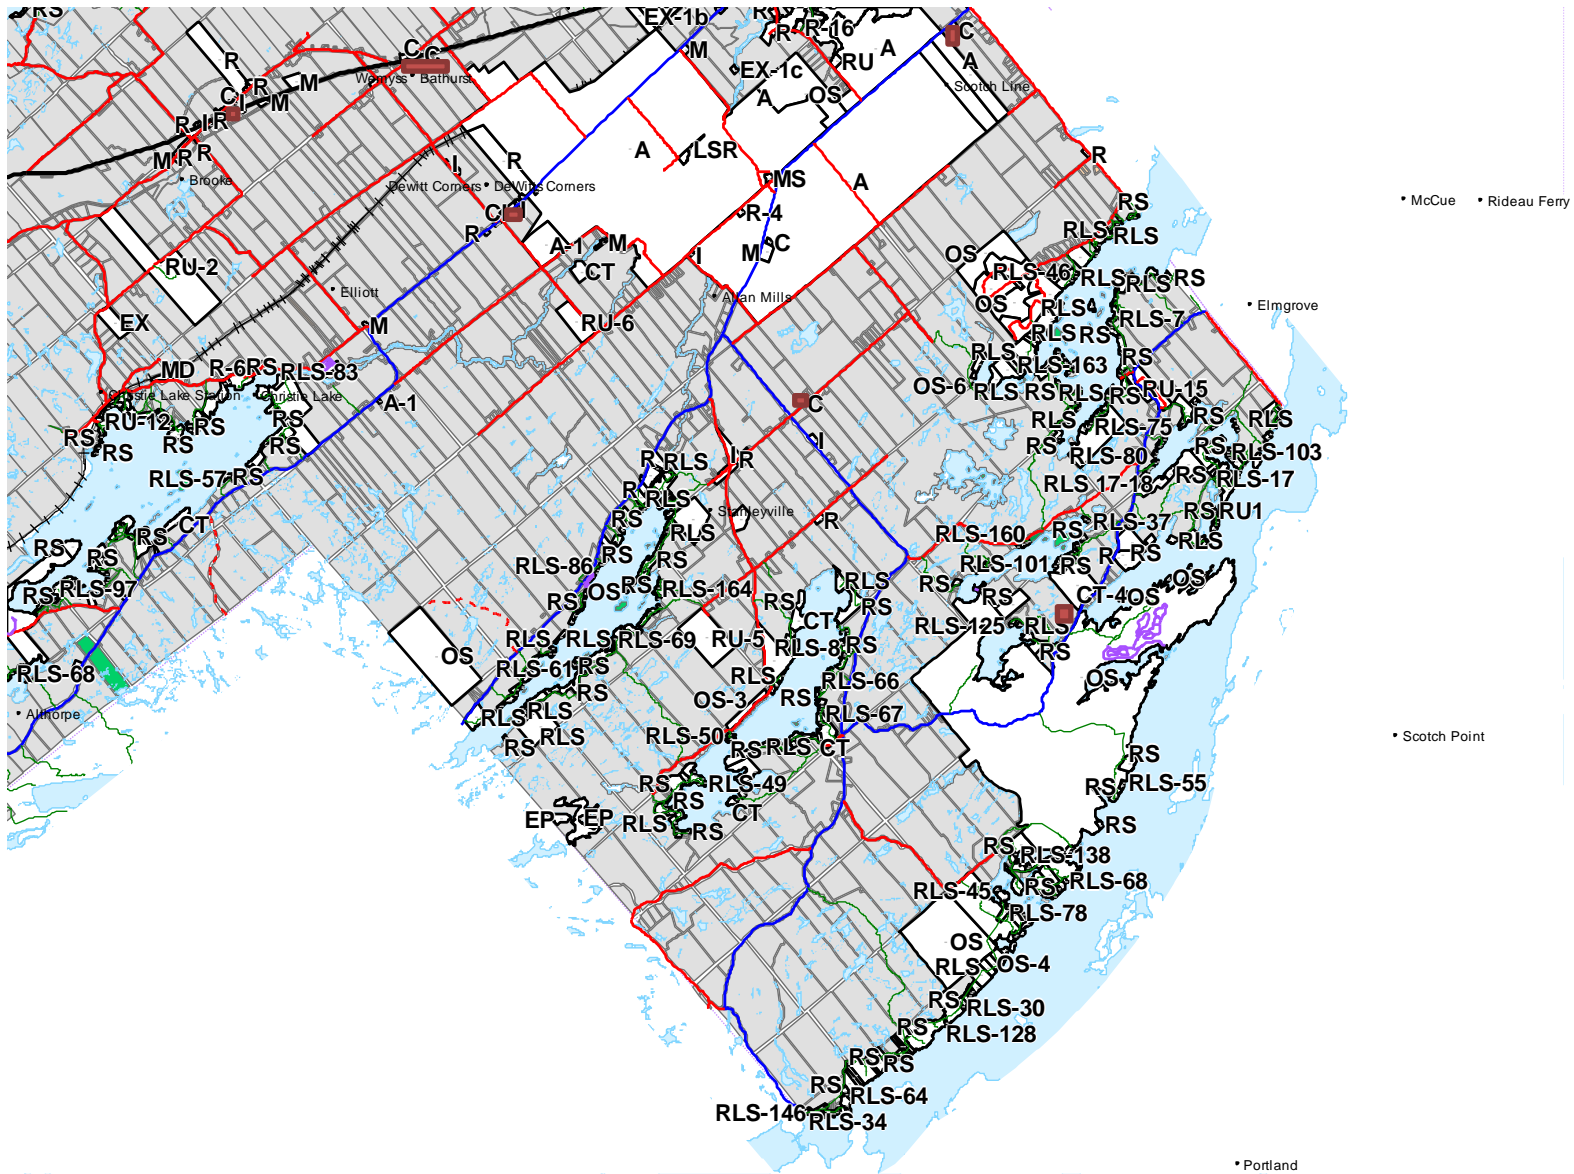 RS
EX-1b
R
R
R-16
C
C
C
M
A
A
RU
R
R
M
Wemyss
Bathurst
EX-1c
A
OS
Scotch Line
C
I
M
R
I
R
M
R
R
Brooke
I
R
A
LSR
R
Dewitt Corners
DeWitts Corners
MS
A
McCue
Rideau Ferry
C
I
R
R-4
RS
RLS
RLS
A-1
M
M
C
OS
RU-2
CT
I
RLS-46
RLS
RLS
RS
Elliott
Allan Mills
OS
RLS
Elmgrove
EX
M
RU-6
RLS
RS
RLS-7
MD
R-6
RS
RLS-83
RLS
RLS-163
RS
OS-6
RLS
RS
RLS
RS
RU-15
Christie Lake Station
Christie Lake
A-1
C
RU-12
RS
RS
RS
RLS
RLS-75
RS
RLS
RS
RS
RS
I
RS
RLS-80
RS
RLS-103
R
RLS
I
R
RLS-57
RS
RLS 17-18
RS
RLS-17
R
RLS
Stanleyville
CT
RS
RLS
R
RLS-160
RS
RLS-37
RS
RU1
RS
RS
RS
RS
RS
RLS
RLS-86
RLS-101
RS
R
RS
RLS-97
RS
OS
RS
RLS-164
RLS
RS
RS
OS
RS
RS
CT
RS
CT-4
OS
RLS-125
RLS
RLS
RLS
RLS-69
RU-5
RLS-8
RS
RS
OS
RLS-61
RS
RLS-68
RLS
RLS-66
OS
RS
OS-3
RS
Althorpe
RLS
RLS
RLS-67
RLS
RS
RLS-50
RS
RLS
CT
Scotch Point
RS
RS
RLS-49
RS
RLS-55
RS
EP
EP
RLS
CT
RS
RS
RS
RLS-138
RLS-45
RS
RLS-68
RLS-78
OS
RLS
OS-4
RS
RLS-30
RS
RLS-128
RS
RS
RS
RLS-64
RLS-146
RLS-34
Portland